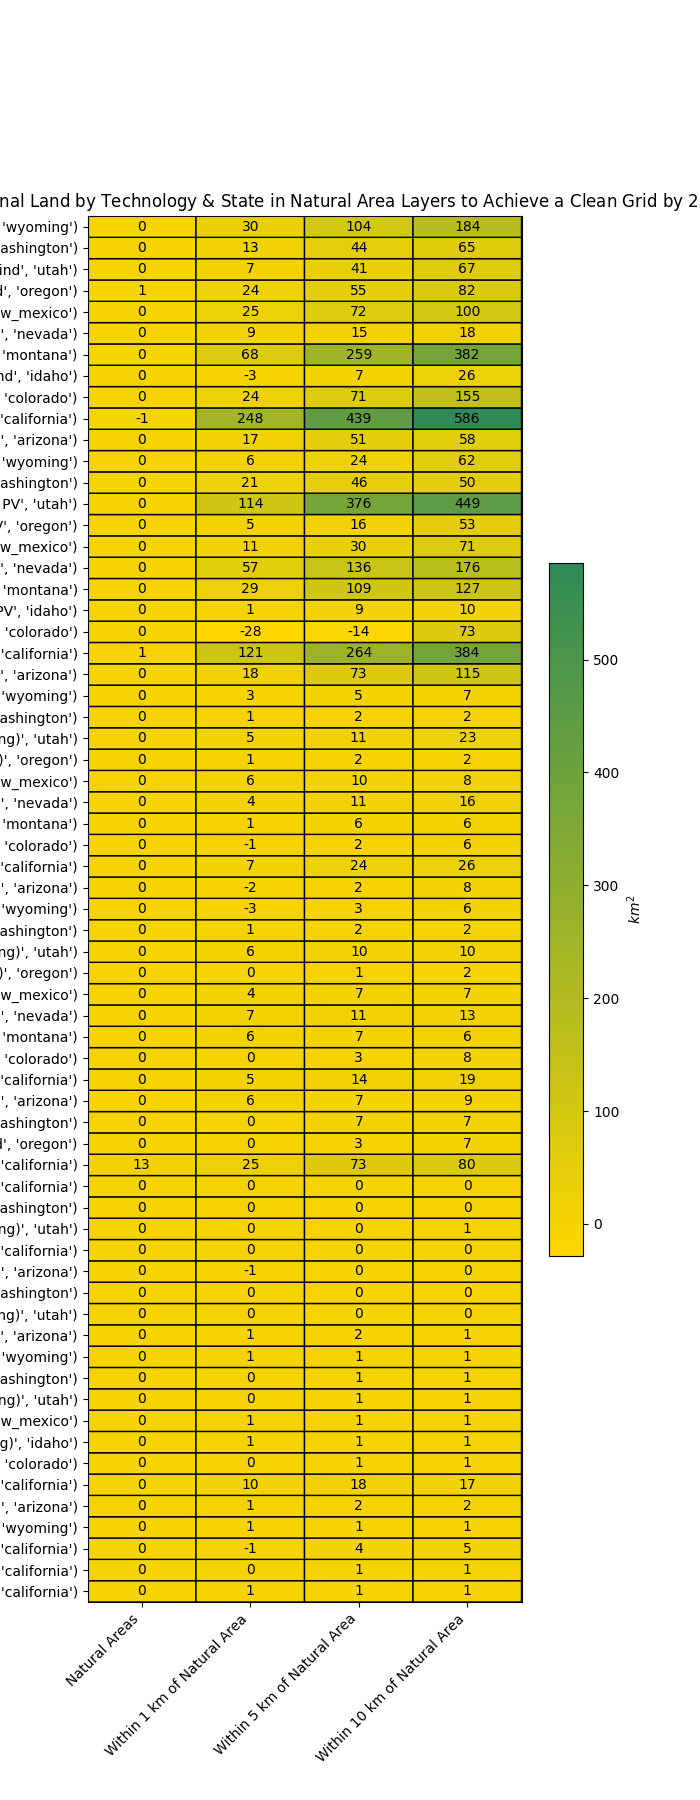 nal Land by Technology & State in Natural Area Layers to Achieve a Clean Grid by 2
'wyoming') 0 30 104 184
ashington') 0 13 44 65
ind', 'utah') 0 7 41 67
d', 'oregon') 1 24 55 82
w_mexico') 0 25 72 100
', 'nevada') 0 9 15 18
'montana') 0 68 259 382
nd', 'idaho') 0 -3 7 26
'colorado') 0 24 71 155
'california') -1 248 439 586
', 'arizona') 0 17 51 58
'wyoming') 0 6 24 62
ashington') 0 21 46 50
PV', 'utah') 0 114 376 449
V', 'oregon') 0 5 16 53
w_mexico') 0 11 30 71
', 'nevada') 0 57 136 176
'montana') 0 29 109 127
PV', 'idaho') 0 1 9 10
'colorado') 0 -28 -14 73
'california') 1 121 264 384
', 'arizona') 0 18 73 115
'wyoming') 0 3 5 7
ashington') 0 1 2 2
ng)', 'utah') 0 5 11 23
)', 'oregon') 0 1 2 2
w_mexico') 0 6 10 8
', 'nevada') 0 4 11 16
'montana') 0 1 6 6
'colorado') 0 -1 2 6
'california') 0 7 24 26
', 'arizona') 0 -2 2 8
'wyoming') 0 -3 3 6
ashington') 0 1 2 2
ng)', 'utah') 0 6 10 10
)', 'oregon') 0 0 1 2
w_mexico') 0 4 7 7
', 'nevada') 0 7 11 13
'montana') 0 6 7 6
'colorado') 0 0 3 8
'california') 0 5 14 19
', 'arizona') 0 6 7 9
ashington') 0 0 7 7
d', 'oregon') 0 0 3 7
'california') 13 25 73 80
'california') 0 0 0 0
ashington') 0 0 0 0
ng)', 'utah') 0 0 0 1
'california') 0 0 0 0
', 'arizona') 0 -1 0 0
ashington') 0 0 0 0
ng)', 'utah') 0 0 0 0
', 'arizona') 0 1 2 1
'wyoming') 0 1 1 1
ashington') 0 0 1 1
ng)', 'utah') 0 0 1 1
w_mexico') 0 1 1 1
g)', 'idaho') 0 1 1 1
'colorado') 0 0 1 1
'california') 0 10 18 17
', 'arizona') 0 1 2 2
'wyoming') 0 1 1 1
'california') 0 -1 4 5
'california') 0 0 1 1
'california') 0 1 1 1
Natural Areas
Within 1 km of Natural Area
Within 5 km of Natural Area
Within 10 km of Natural Area
500
400
300
200
100
0
km²